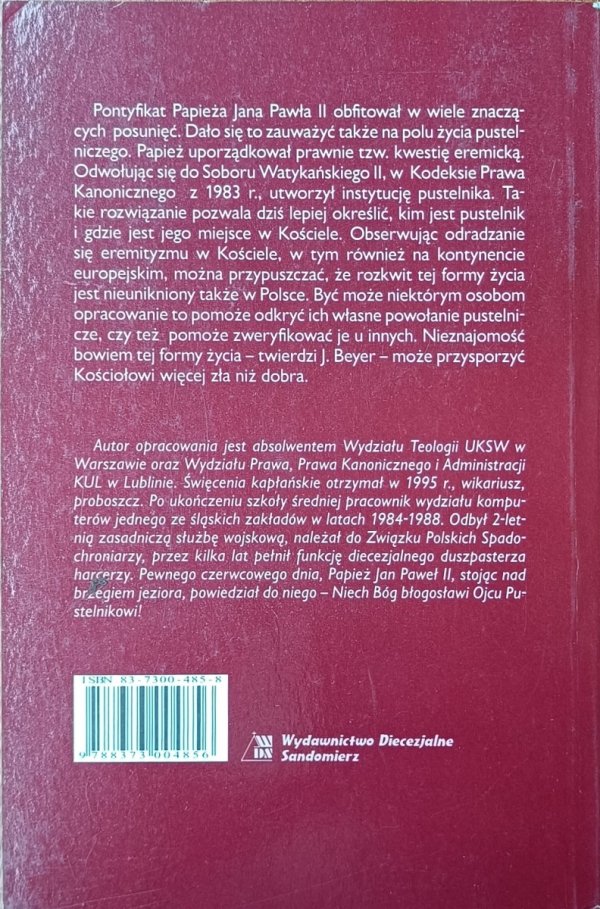 Pontyfikat Papieża Jana Pawła II obfitował w wiele znaczą-
cych posunięć. Dało się to zauważyć także na polu życia pustel-
niczego. Papież uporządkował prawnie tzw. kwestię eremicką.
Odwołując się do Soboru Watykańskiego II, w Kodeksie Prawa
Kanonicznego z 1983 r., utworzył instytucję pustelnika. Ta-
kie rozwiązanie pozwala dziś lepiej określić, kim jest pustelnik
i gdzie jest jego miejsce w Kościele. Obserwując odradzanie
się eremityzmu w Kościele, w tym również na kontynencie
europejskim, można przypuszczać, że rozkwit tej formy życia
jest nieunikniony także w Polsce. Być może niektórym osobom
opracowanie to pomoże odkryć ich własne powołanie pustelni-
cze, czy też pomoże zweryfikować je u innych. Nieznajomość
bowiem tej formy życia – twierdzi J. Beyer – może przysporzyć
Kościołowi więcej zła niż dobra.
Autor opracowania jest absolwentem Wydziału Teologii UKSW w
Warszawie oraz Wydziału Prawa, Prawa Kanonicznego i Administracji
KUL w Lublinie. Święcenia kapłańskie otrzymał w 1995 r., wikariusz,
proboszcz. Po ukończeniu szkoły średniej pracownik wydziału kompu-
terów jednego ze śląskich zakładów w latach 1984-1988. Odbył 2-let-
nią zasadniczą służbę wojskową, należał do Związku Polskich Spado-
chroniarzy, przez kilka lat pełnił funkcję diecezjalnego duszpasterza
harcerzy. Pewnego czerwcowego dnia, Papież Jan Paweł II, stojąc nad
brzegiem jeziora, powiedział do niego – Niech Bóg błogosławi Ojcu Pu-
stelnikowi!
ISBN 83-7300-485-8
9 788373 004856
WDS
Wydawnictwo Diecezjalne
Sandomierz